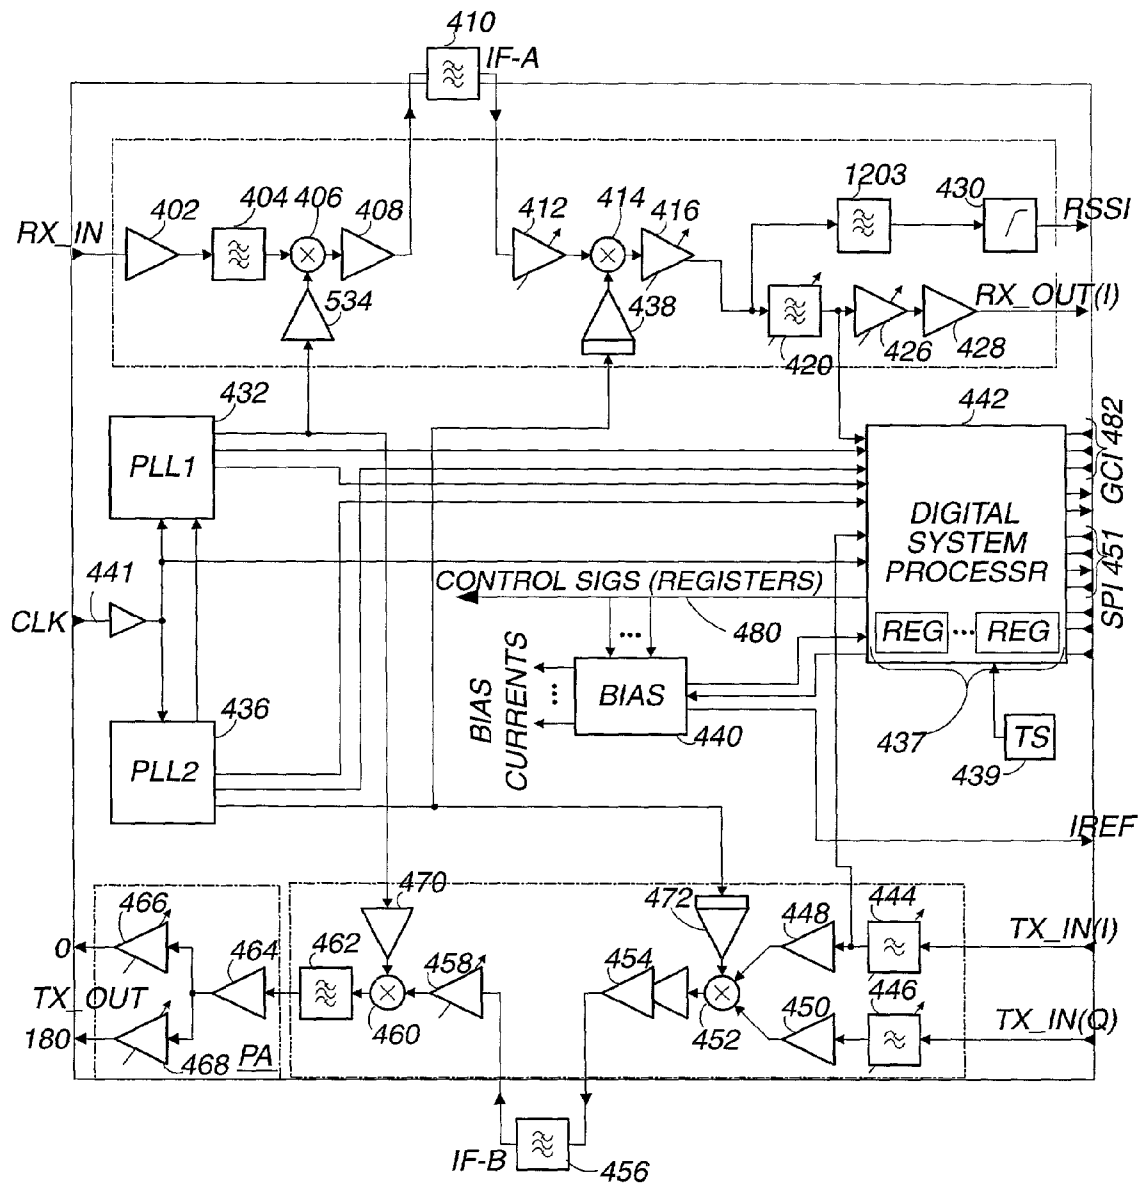 410
IF-A
402
404
406
408
412
414
416
1203
430
RSSI
RX_IN
534
438
420
426
428
RX_OUT(I)
432
PLL1
442
DIGITAL
SYSTEM
PROCESSR
GCI 482
SPI 451
441
CLK
CONTROL SIGS (REGISTERS)
480
REG
...
REG
...
BIAS
CURRENTS
...
BIAS
440
437
TS
439
436
PLL2
IREF
466
0
464
TX_OUT
180
468
PA
470
462
460
458
454
472
452
448
444
TX_IN(I)
450
446
TX_IN(Q)
IF-B
456